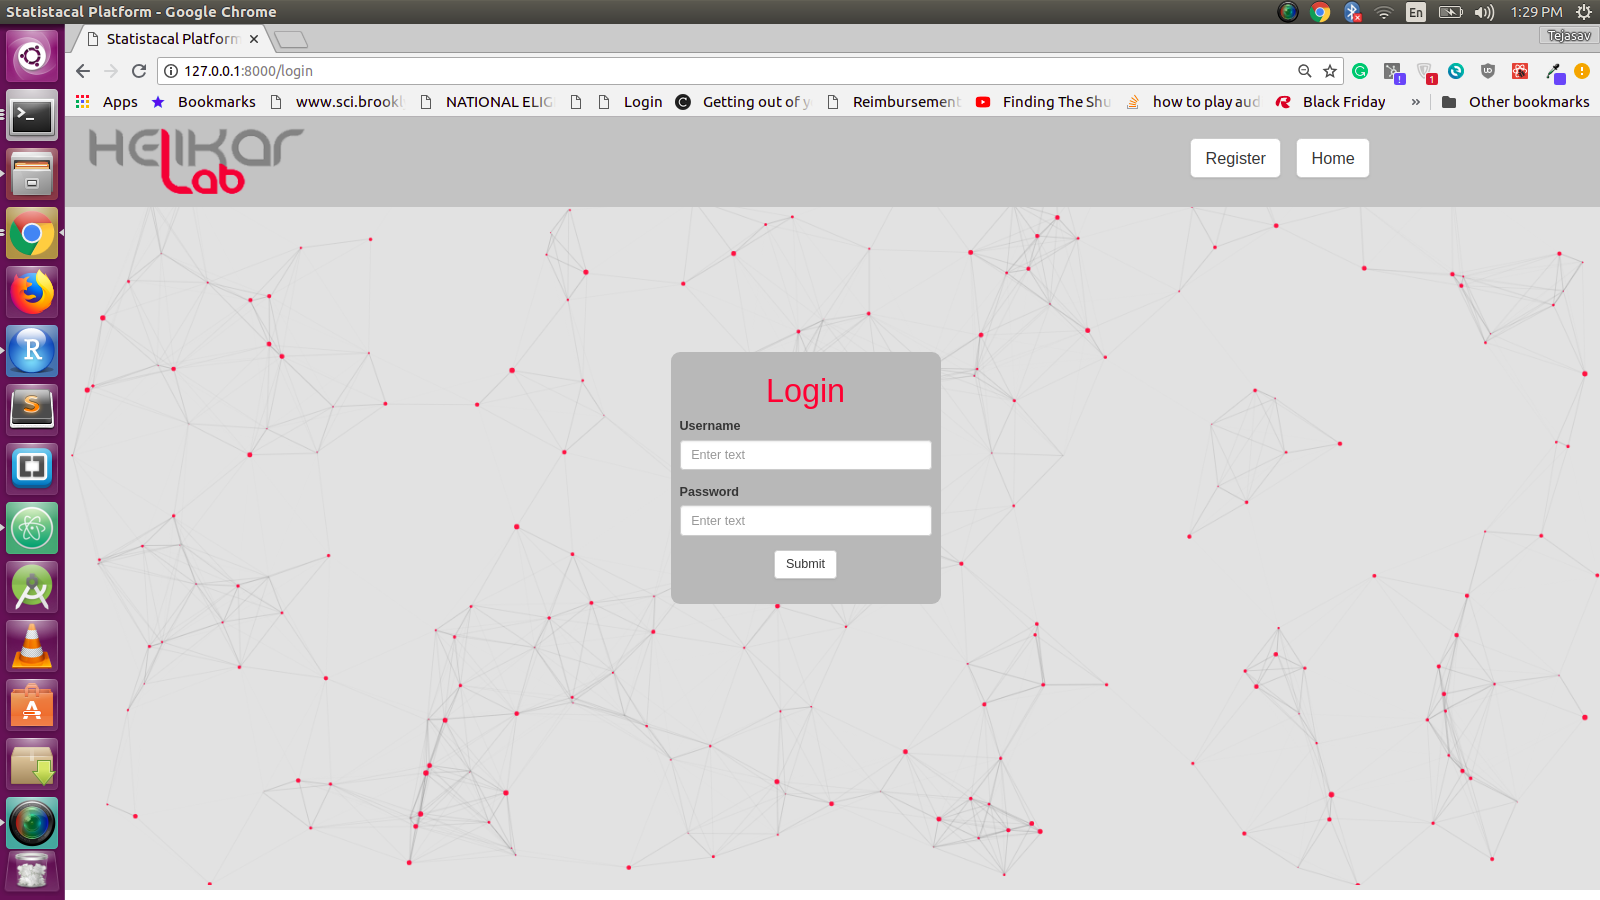 Statistacal Platform - Google Chrome
En
1:29 PM
Statistacal Platform
Tejasav
127.0.0.1:8000/login
1
Apps
Bookmarks
www.sci.brookl
NATIONAL ELIG
Login
Getting out of y
Reimbursement
Finding The Shu
how to play aud
Black Friday
»
Other bookmarks
HELIKAR
Lab
Register
Home
Login
Username
Enter text
Password
Enter text
Submit